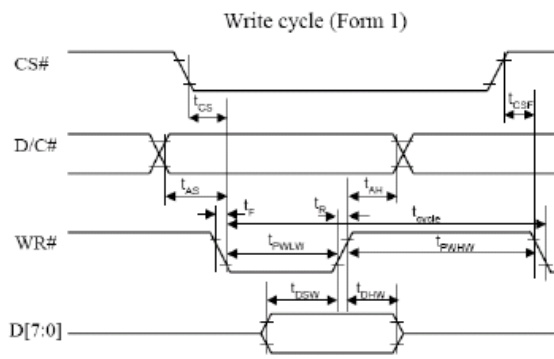 Write cycle (Form 1)
CS#
tCS
tCSF
D/C#
tAS
tAH
tF
tR
tcycle
WR#
tPWLW
tPWHW
tDSW
tDHW
D[7:0]